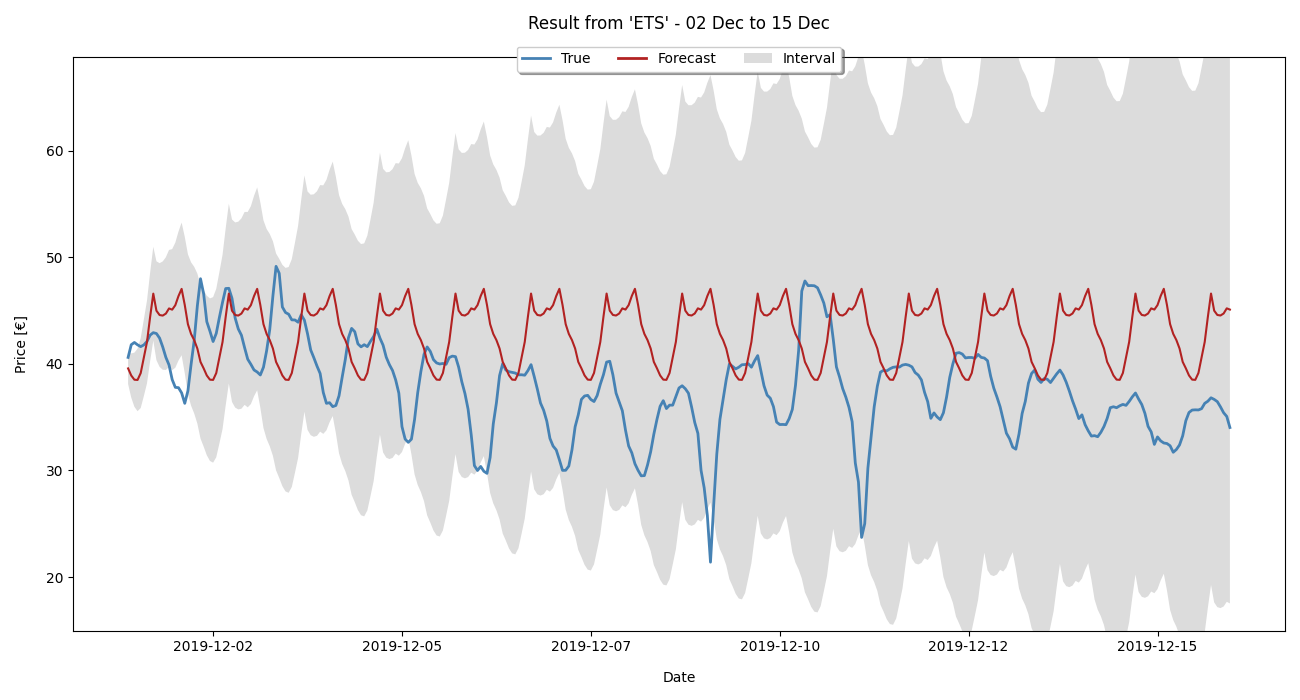 Result from 'ETS' - 02 Dec to 15 Dec
True Forecast Interval
Price [€]
60
50
40
30
20
2019-12-02 2019-12-05 2019-12-07 2019-12-10 2019-12-12 2019-12-15
Date